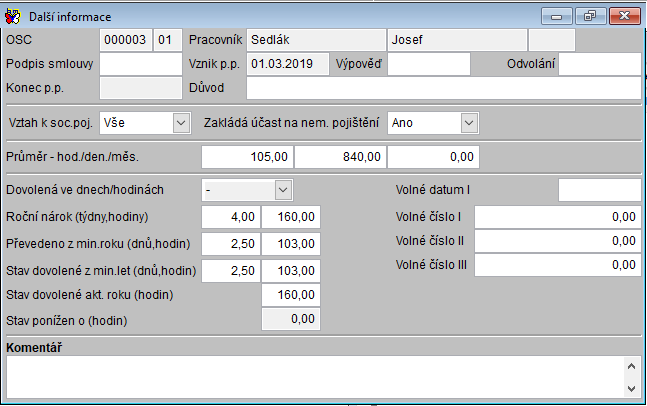 Další informace
OSC 000003 01 Pracovník Sedlák Josef
Podpis smlouvy Vznik p.p. 01.03.2019 Výpověď Odvolání
Konec p.p. Důvod
Vztah k soc.poj. Vše Zakládá účast na nem. pojištění Ano
Průměr - hod./den./měs. 105,00 840,00 0,00
Dovolená ve dnech/hodinách - Volné datum I
Roční nárok (týdny,hodiny) 4,00 160,00 Volné číslo I 0,00
Převedeno z min.roku (dnů,hodin) 2,50 103,00 Volné číslo II 0,00
Stav dovolené z min.let (dnů,hodin) 2,50 103,00 Volné číslo III 0,00
Stav dovolené akt. roku (hodin) 160,00
Stav ponížen o (hodin) 0,00
Komentář